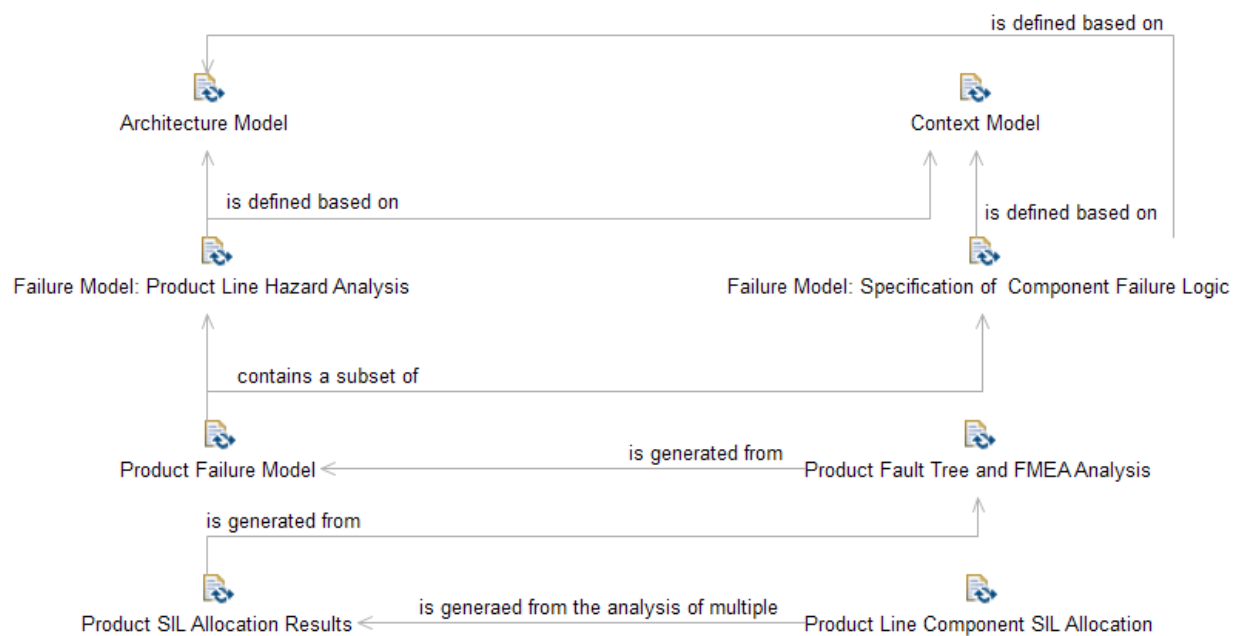 is defined based on
Architecture Model
Context Model
is defined based on
is defined based on
Failure Model: Product Line Hazard Analysis
Failure Model: Specification of Component Failure Logic
contains a subset of
is generated from
Product Failure Model
Product Fault Tree and FMEA Analysis
is generated from
is generaed from the analysis of multiple
Product SIL Allocation Results
Product Line Component SIL Allocation